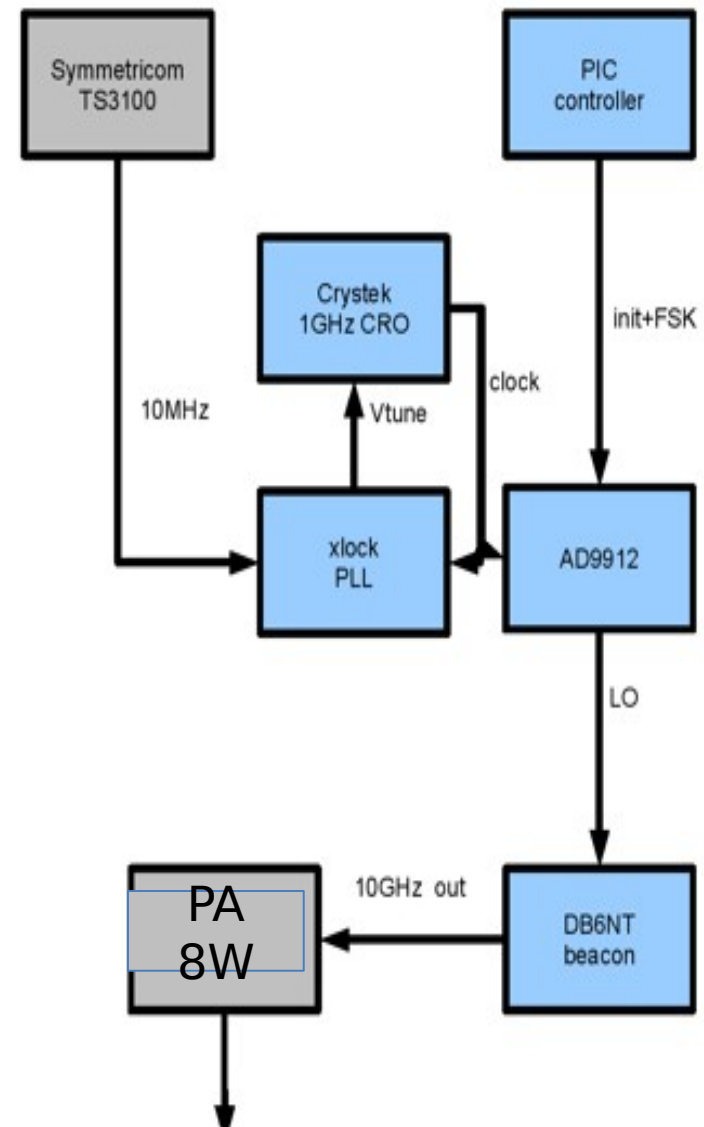 Symmetricom
TS3100
PIC
controller
Crystek
1GHz CRO
init+FSK
clock
10MHz
Vtune
xlock
PLL
AD9912
LO
PA
8W
10GHz out
DB6NT
beacon